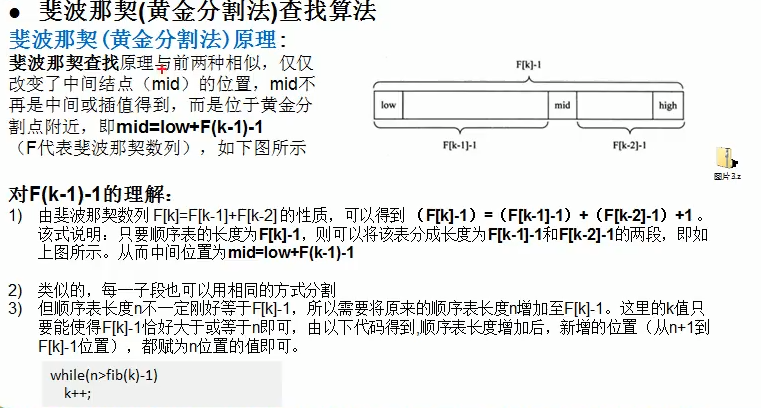 ● 斐波那契(黄金分割法)查找算法
斐波那契(黄金分割法)原理:
斐波那契查找原理与前两种相似，仅仅
改变了中间结点（mid）的位置，mid不
再是中间或插值得到，而是位于黄金分
割点附近，即mid=low+F(k-1)-1
（F代表斐波那契数列），如下图所示
F[k]-1
low
mid
high
F[k-1]-1
F[k-2]-1
图片3.z
对F(k-1)-1的理解：
1) 由斐波那契数列 F[k]=F[k-1]+F[k-2] 的性质，可以得到 （F[k]-1）=（F[k-1]-1）+（F[k-2]-1）+1 。
该式说明：只要顺序表的长度为F[k]-1，则可以将该表分成长度为F[k-1]-1和F[k-2]-1的两段，即如
上图所示。从而中间位置为mid=low+F(k-1)-1
2) 类似的，每一子段也可以用相同的方式分割
3) 但顺序表长度n不一定刚好等于F[k]-1，所以需要将原来的顺序表长度n增加至F[k]-1。这里的k值只
要能使得F[k]-1恰好大于或等于n即可，由以下代码得到,顺序表长度增加后，新增的位置（从n+1到
F[k]-1位置），都赋为n位置的值即可。
while(n>fib(k)-1)
k++;